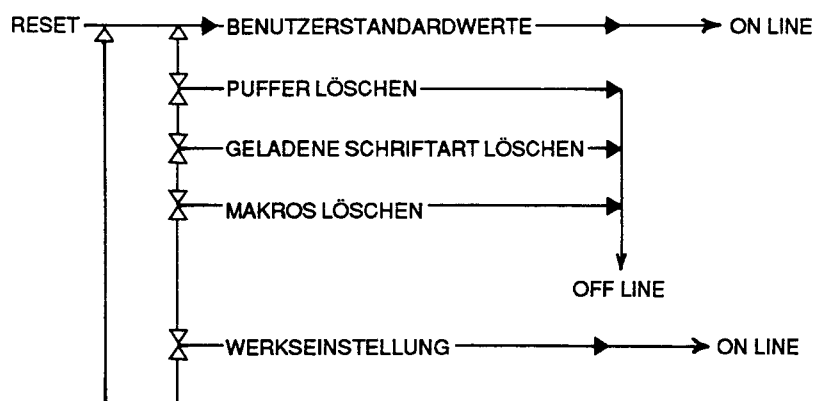 RESET BENUTZERSTANDARDWERTE ON LINE
PUFFER LÖSCHEN
GELADENE SCHRIFTART LÖSCHEN
MAKROS LÖSCHEN
OFF LINE
WERKSEINSTELLUNG ON LINE